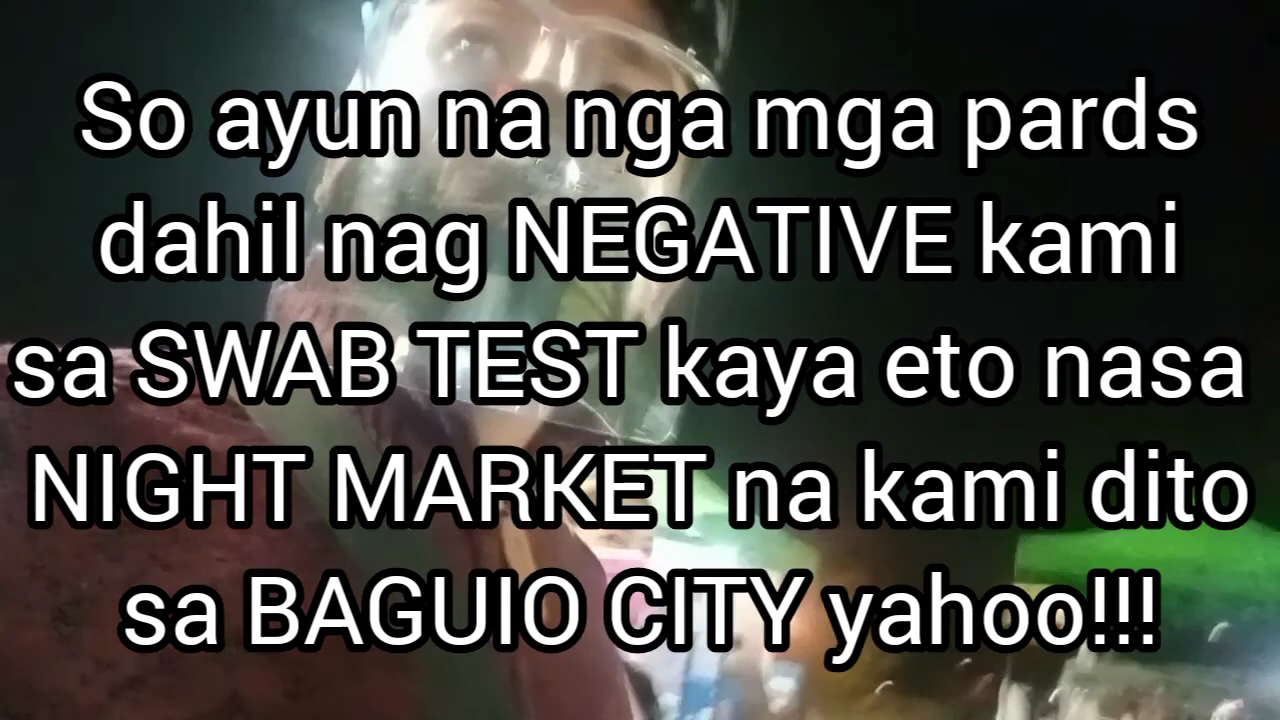 So ayun na nga mga pards
dahil nag NEGATIVE kami
sa SWAB TEST kaya eto nasa
NIGHT MARKET na kami dito
sa BAGUIO CITY yahoo!!!